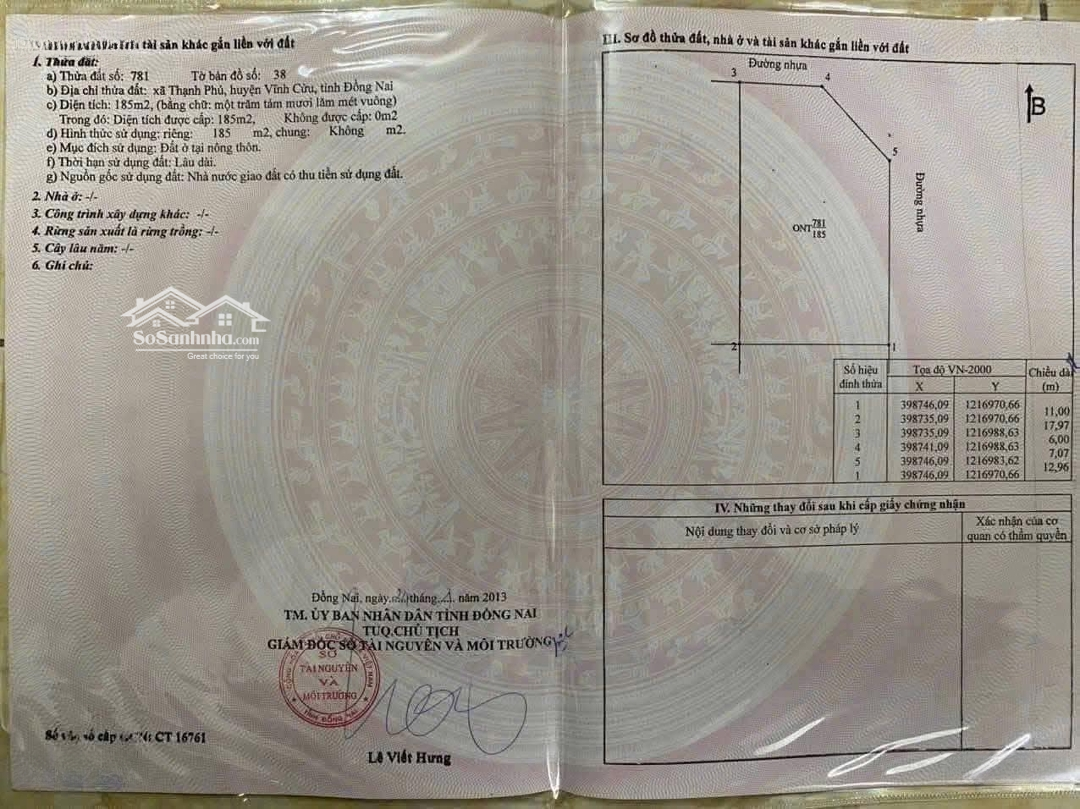 tài sản khác gắn liền với đất
1. Thửa đất:
a) Thửa đất số: 781 Tờ bản đồ số: 38
b) Địa chỉ thửa đất: xã Thạnh Phú, huyện Vĩnh Cửu, tỉnh Đồng Nai
c) Diện tích: 185m2, (bằng chữ: một trăm tám mươi lăm mét vuông)
Trong đó: Diện tích được cấp: 185m2, Không được cấp: 0m2
d) Hình thức sử dụng: riêng: 185 m2, chung: Không m2.
e) Mục đích sử dụng: Đất ở tại nông thôn.
f) Thời hạn sử dụng đất: Lâu dài.
g) Nguồn gốc sử dụng đất: Nhà nước giao đất có thu tiền sử dụng đất.
2. Nhà ở: -/-
3. Công trình xây dựng khác: -/-
4. Rừng sản xuất là rừng trồng: -/-
5. Cây lâu năm: -/-
6. Ghi chú:
SoSanhnha.com
Great choice for you
Đồng Nai, ngày tháng năm 2013
TM. ỦY BAN NHÂN DÂN TỈNH ĐỒNG NAI
TUQ.CHỦ TỊCH
GIÁM ĐỐC SỞ TÀI NGUYÊN VÀ MÔI TRƯỜNG
SỞ
TÀI NGUYÊN
VÀ
MÔI TRƯỜNG
TỈNH ĐỒNG NAI
Lê Viết Hưng
Số vào sổ cấp CT 16761
III. Sơ đồ thửa đất, nhà ở và tài sản khác gắn liền với đất
Đường nhựa
3
4
B
5
Đường nhựa
ONT 781
185
2
1
Số hiệu đỉnh thửa Tọa độ VN-2000 Chiều dài (m)
X Y
1 398746,09 1216970,66
11,00
2 398735,09 1216970,66
17,97
3 398735,09 1216988,63
6,00
4 398741,09 1216988,63
7,07
5 398746,09 1216983,62
12,96
1 398746,09 1216970,66
IV. Những thay đổi sau khi cấp giấy chứng nhận
Nội dung thay đổi và cơ sở pháp lý
Xác nhận của cơ
quan có thẩm quyền